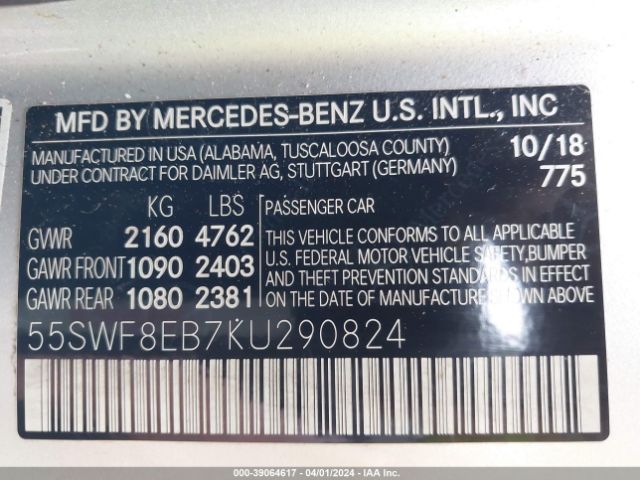 MFD BY MERCEDES-BENZ U.S. INTL., INC
MANUFACTURED IN USA (ALABAMA, TUSCALOOSA COUNTY) 10/18
UNDER CONTRACT FOR DAIMLER AG, STUTTGART (GERMANY) 775
KG LBS PASSENGER CAR
GVWR 2160 4762 THIS VEHICLE CONFORMS TO ALL APPLICABLE
U.S. FEDERAL MOTOR VEHICLE SAFETY,BUMPER
GAWR FRONT 1090 2403 AND THEFT PREVENTION STANDARDS IN EFFECT
GAWR REAR 1080 2381 ON THE DATE OF MANUFACTURE SHOWN ABOVE
55SWF8EB7KU290824
000-39064617 - 04/01/2024 - IAA Inc.